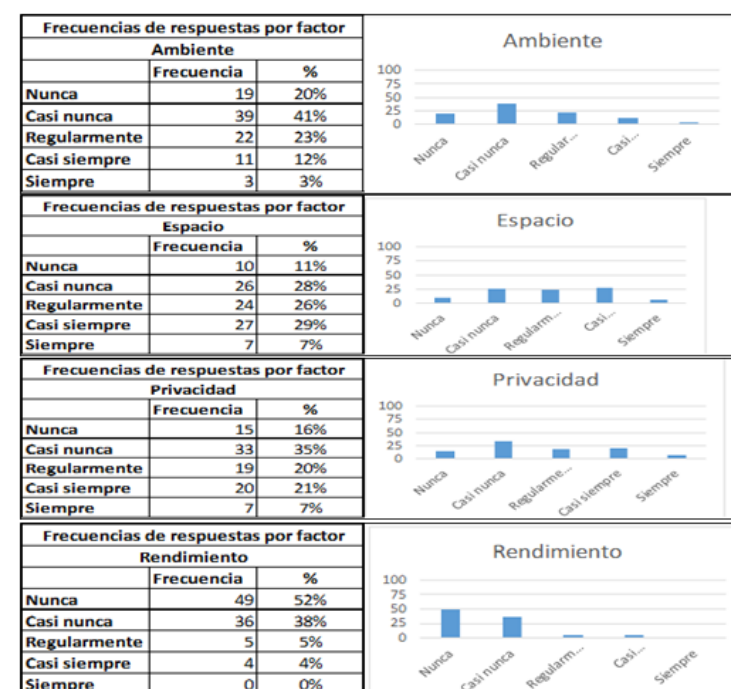 Frecuencias de respuestas por factor
Ambiente
Frecuencia %
Nunca 19 20%
Casi nunca 39 41%
Regularmente 22 23%
Casi siempre 11 12%
Siempre 3 3%
Ambiente
100
75
50
25
0
Nunca Casi nunca Regular... Casi... Siempre
Frecuencias de respuestas por factor
Espacio
Frecuencia %
Nunca 10 11%
Casi nunca 26 28%
Regularmente 24 26%
Casi siempre 27 29%
Siempre 7 7%
Espacio
100
75
50
25
0
Nunca Casi nunca Regularm... Casi... Siempre
Frecuencias de respuestas por factor
Privacidad
Frecuencia %
Nunca 15 16%
Casi nunca 33 35%
Regularmente 19 20%
Casi siempre 20 21%
Siempre 7 7%
Privacidad
100
75
50
25
0
Nunca Casi nunca Regularme... Casi siempre Siempre
Frecuencias de respuestas por factor
Rendimiento
Frecuencia %
Nunca 49 52%
Casi nunca 36 38%
Regularmente 5 5%
Casi siempre 4 4%
Siempre 0 0%
Rendimiento
100
75
50
25
0
Nunca Casi nunca Regularm... Casi... Siempre